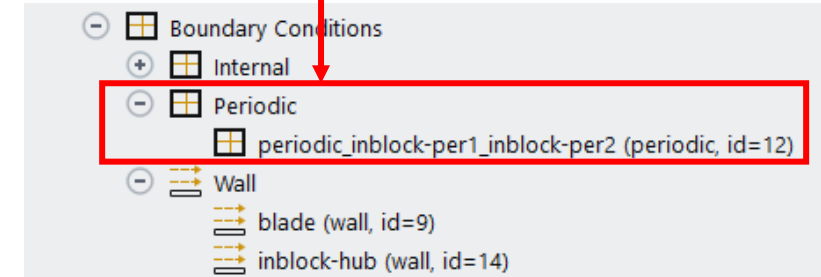 Boundary Conditions
Internal
Periodic
periodic_inblock-per1_inblock-per2 (periodic, id=12)
Wall
blade (wall, id=9)
inblock-hub (wall, id=14)